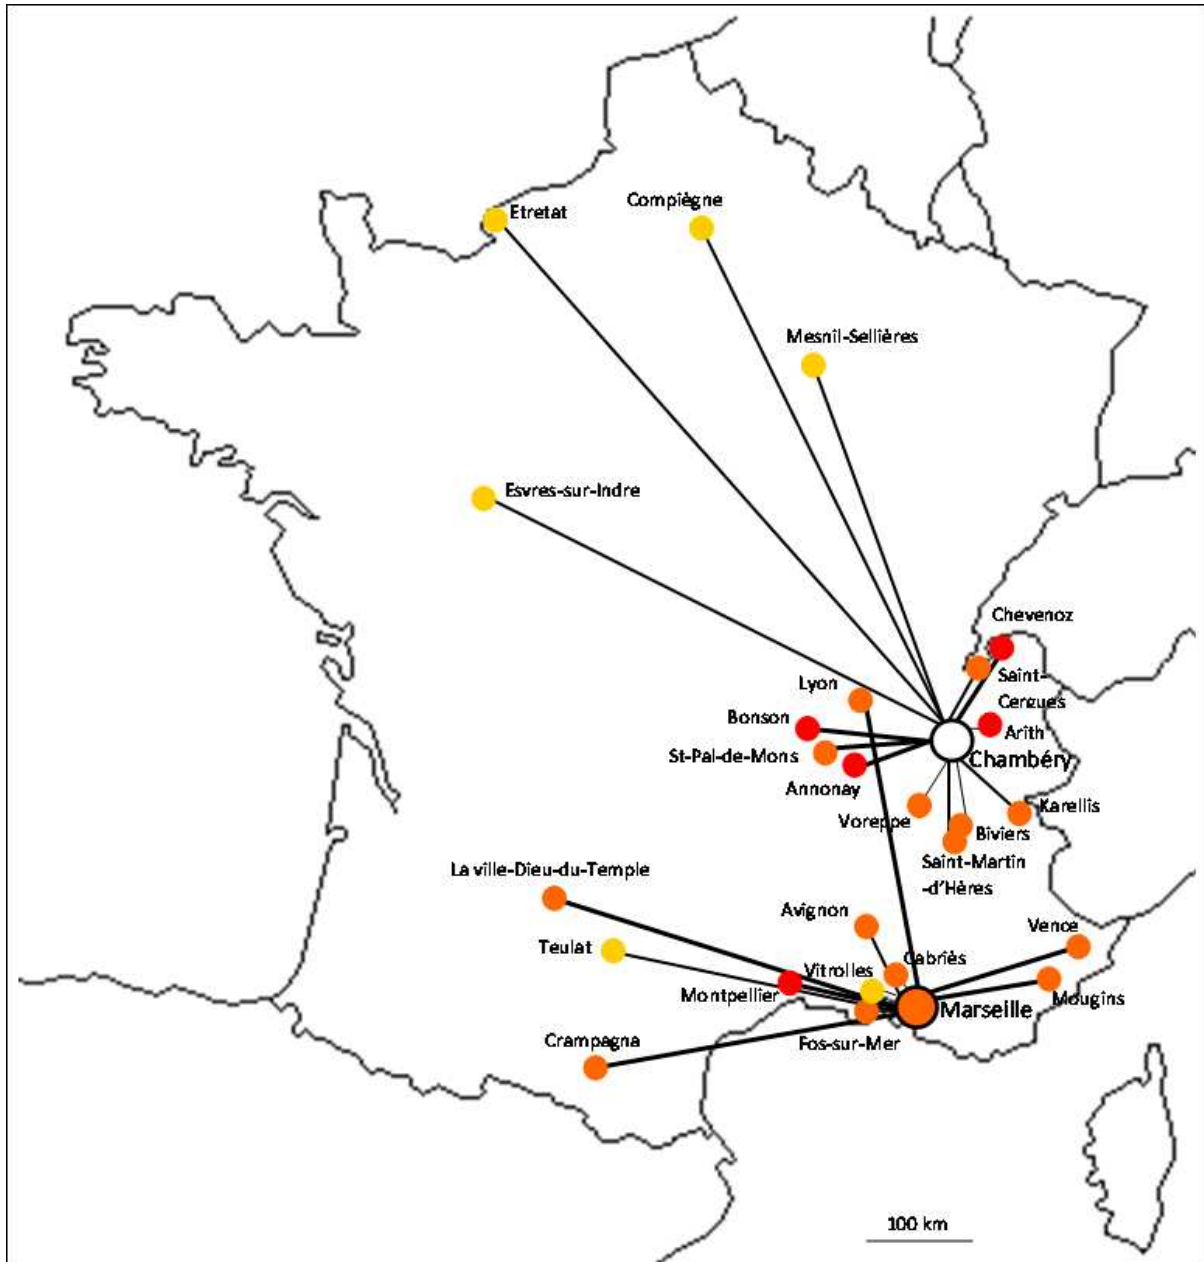 Etretat
Compiègne
Mesnil-Sellières
Esvres-sur-Indre
Chevenoz
Lyon
Saint-
Cergues
Bonson
Arith
St-Pal-de-Mons
Chambéry
Annonay
Karellis
Voreppe
Biviers
Saint-Martin
-d'Hères
La ville-Dieu-du-Temple
Avignon
Vence
Teulat
Vitrolles
Cabriès
Montpellier
Mougins
Marseille
Crampagna
Fos-sur-Mer
100 km